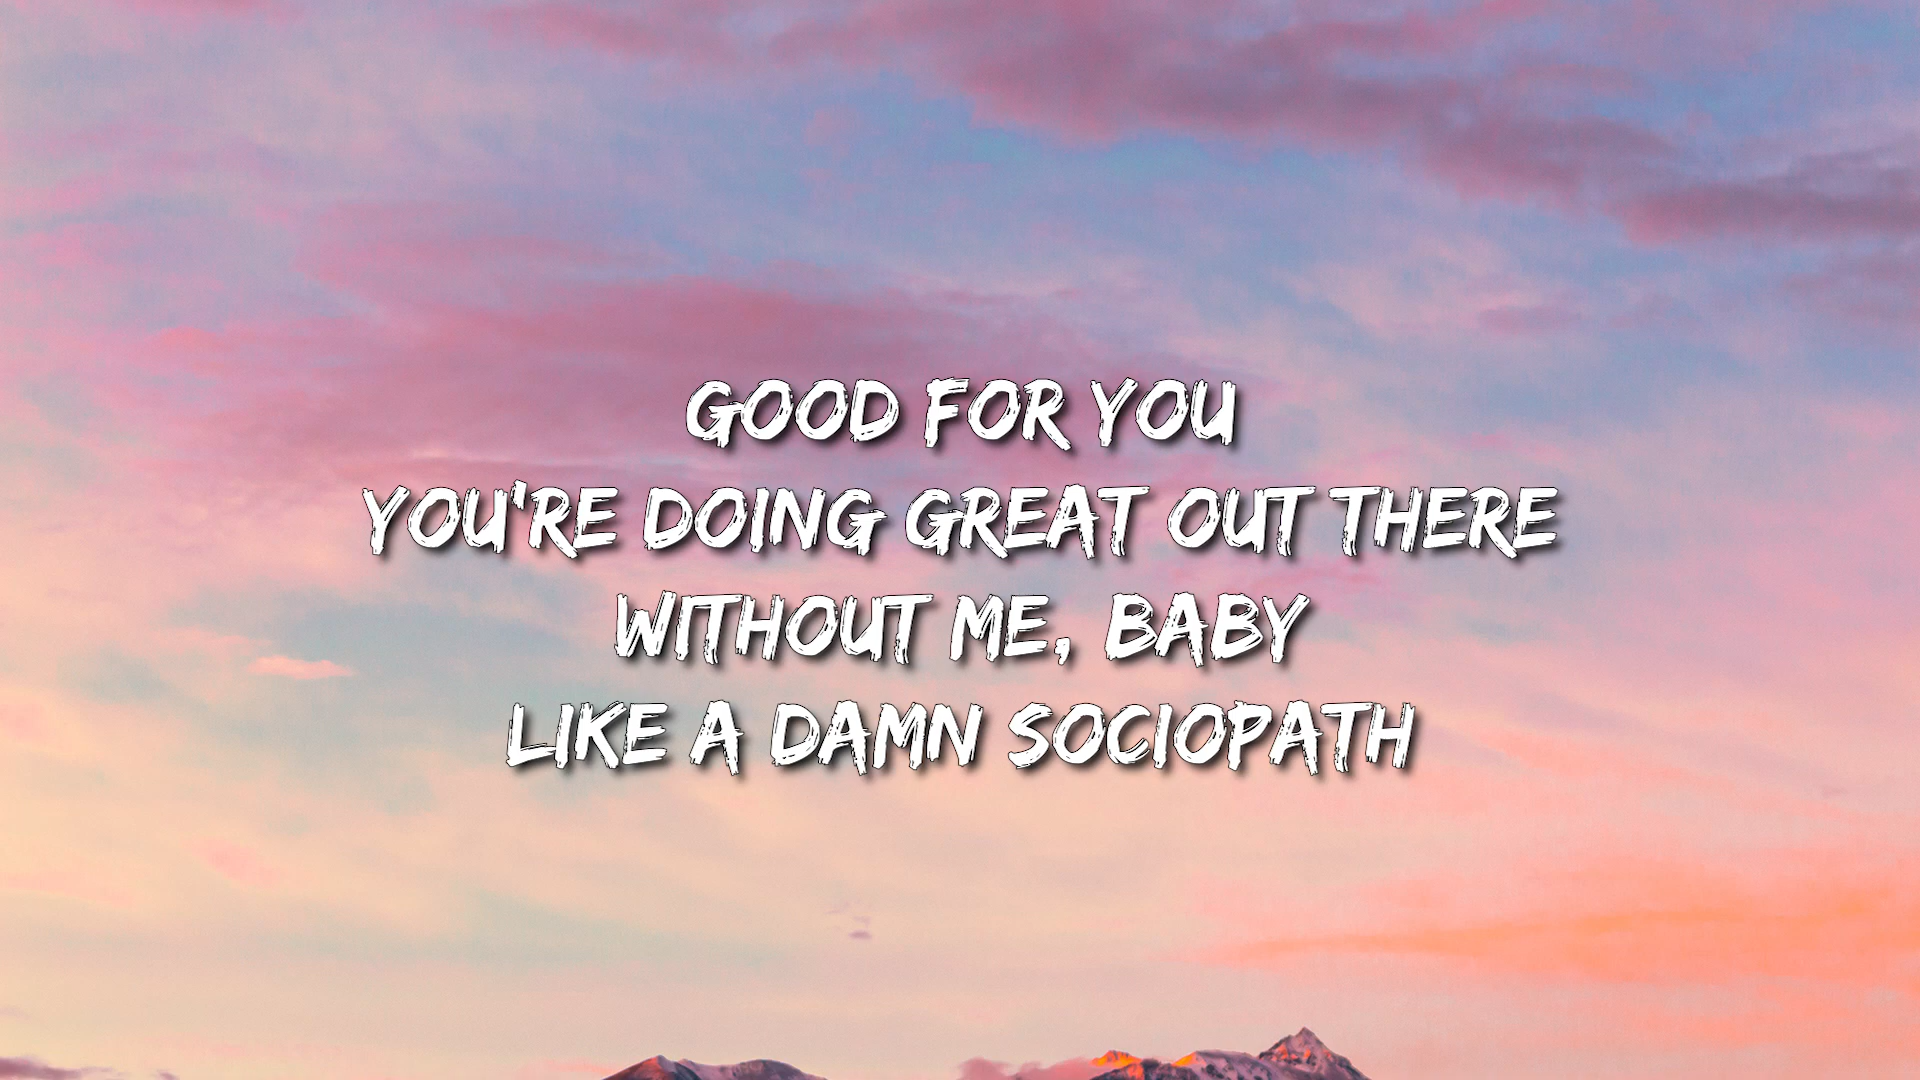 GOOD FOR YOU
YOU'RE DOING GREAT OUT THERE
WITHOUT ME, BABY
LIKE A DAMN SOCIOPATH